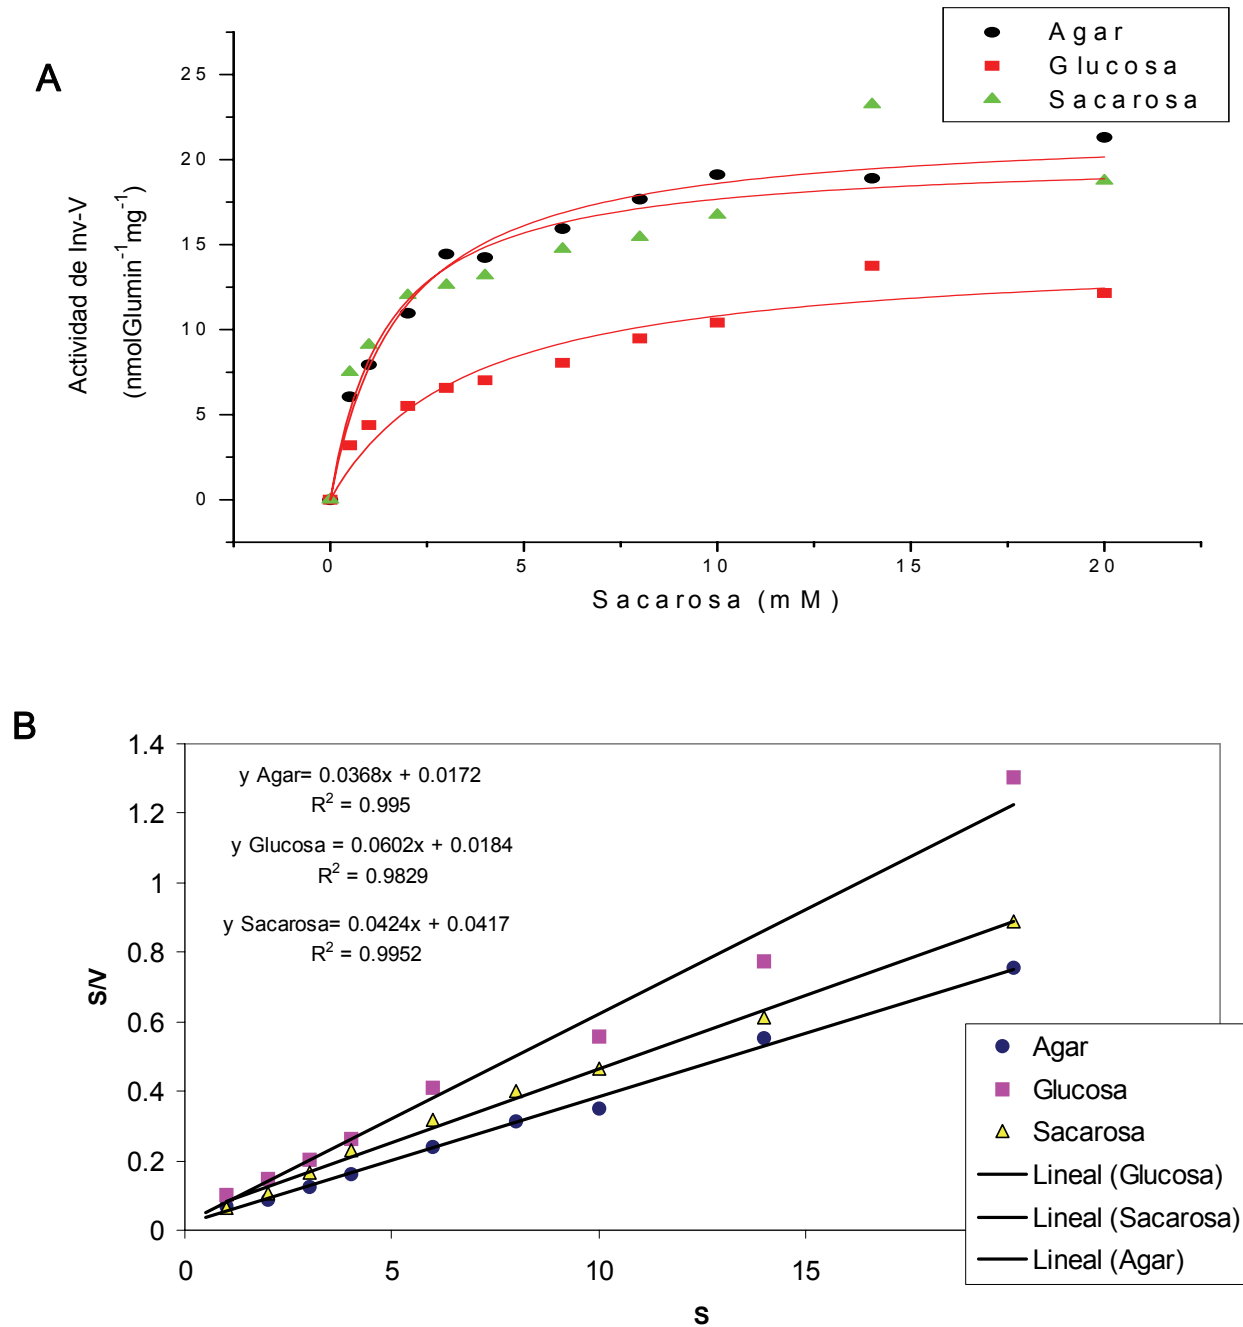 A
Agar
Glucosa
Sacarosa
Actividad de Inv-V
(nmolGlumin⁻¹mg⁻¹)
25
20
15
10
5
0
0 5 10 15 20
Sacarosa (mM)
B
1.4
1.2
1
0.8
0.6
0.4
0.2
0
S/V
y Agar= 0.0368x + 0.0172
R² = 0.995
y Glucosa = 0.0602x + 0.0184
R² = 0.9829
y Sacarosa= 0.0424x + 0.0417
R² = 0.9952
Agar
Glucosa
Sacarosa
Lineal (Glucosa)
Lineal (Sacarosa)
Lineal (Agar)
0 5 10 15
S